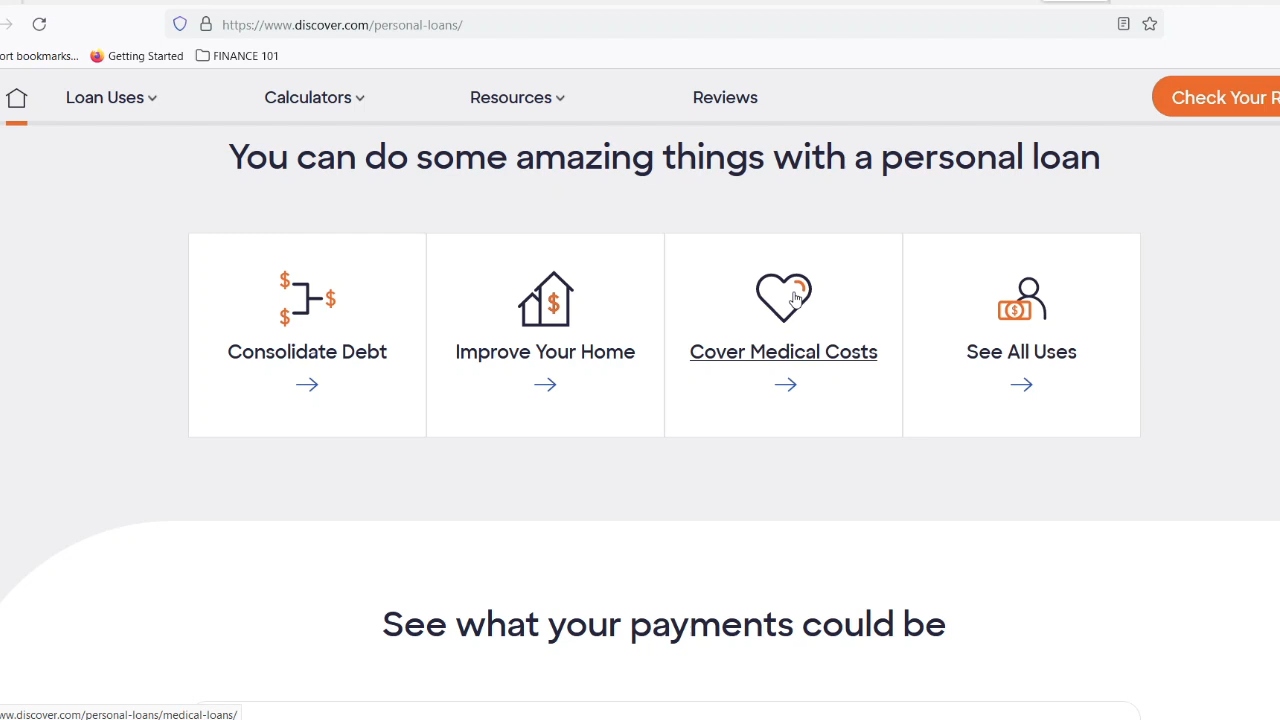 https://www.discover.com/personal-loans/
ort bookmarks... Getting Started FINANCE 101
Loan Uses Calculators Resources Reviews Check Your R
You can do some amazing things with a personal loan
$ $ $ $ $
Consolidate Debt Improve Your Home Cover Medical Costs See All Uses
See what your payments could be
ww.discover.com/personal-loans/medical-loans/